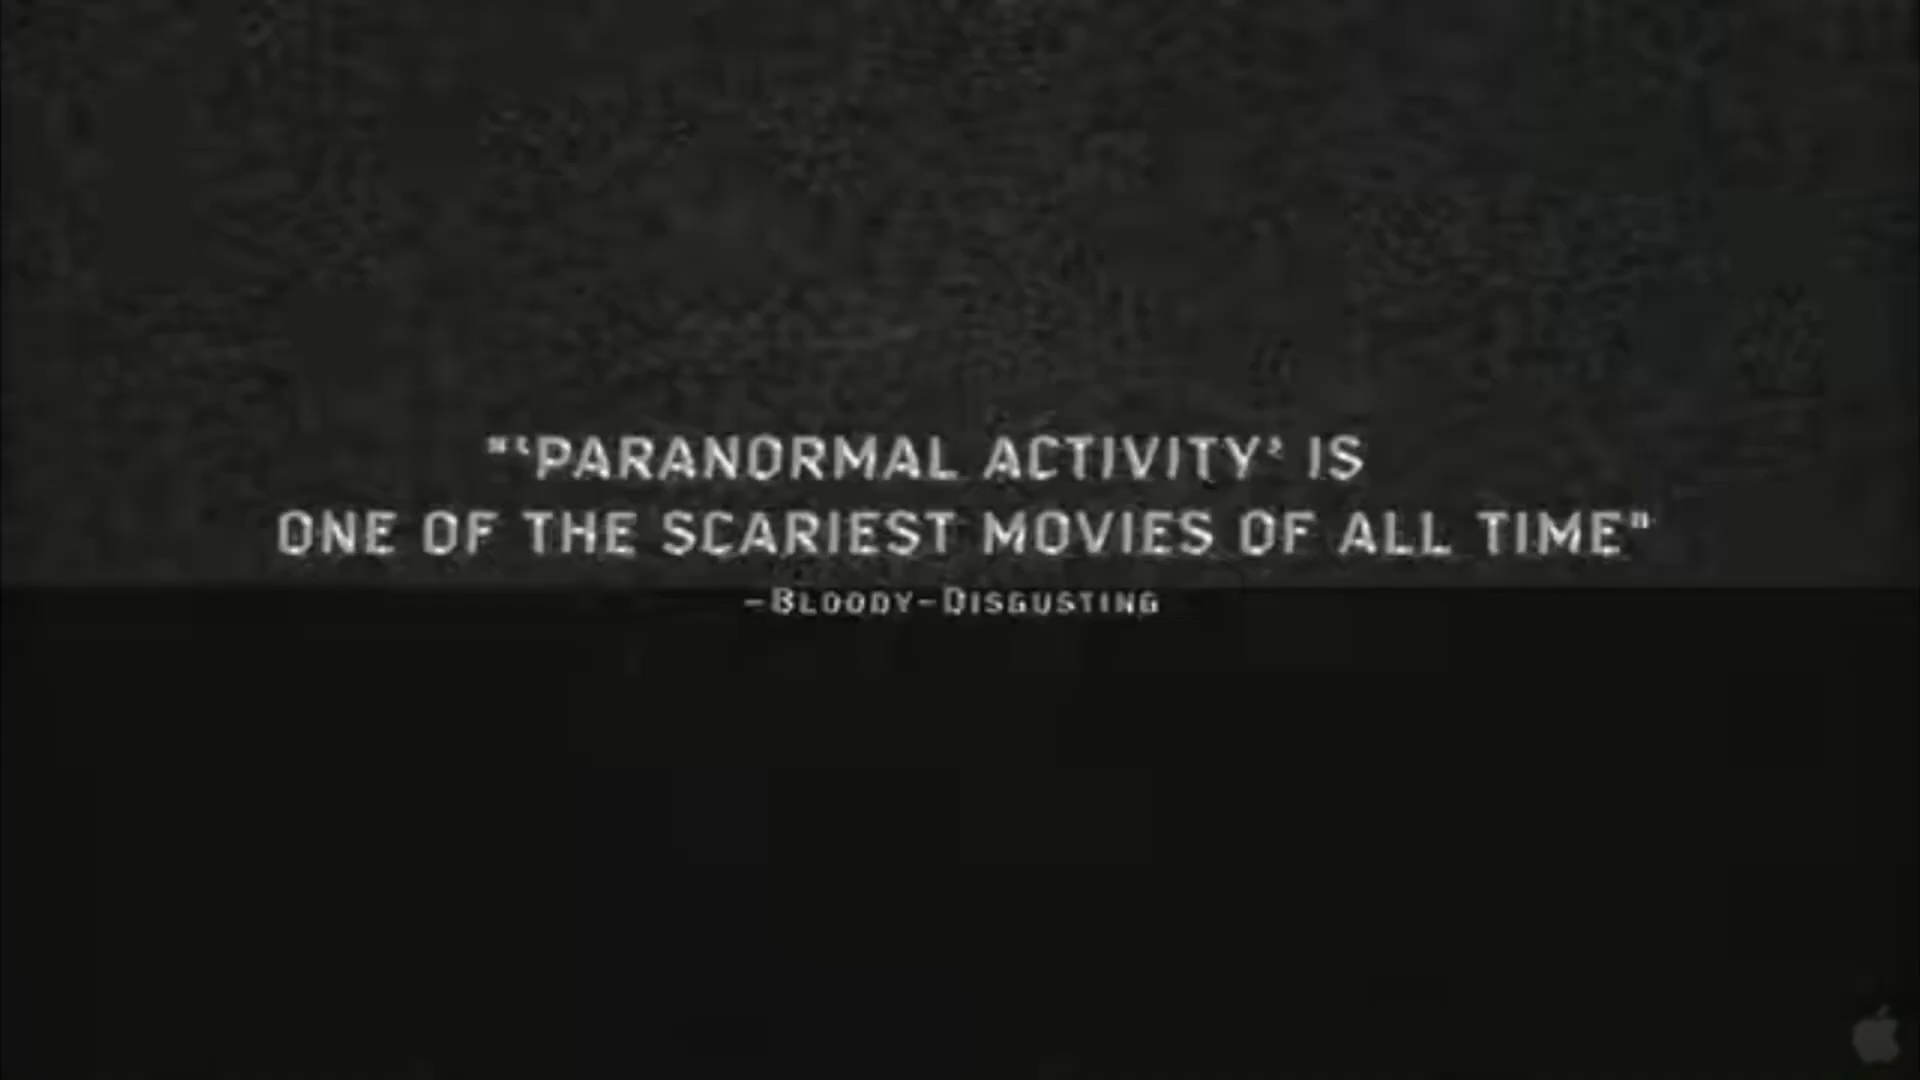 "‘PARANORMAL ACTIVITY’ IS
ONE OF THE SCARIEST MOVIES OF ALL TIME"
-BLOODY-DISGUSTING